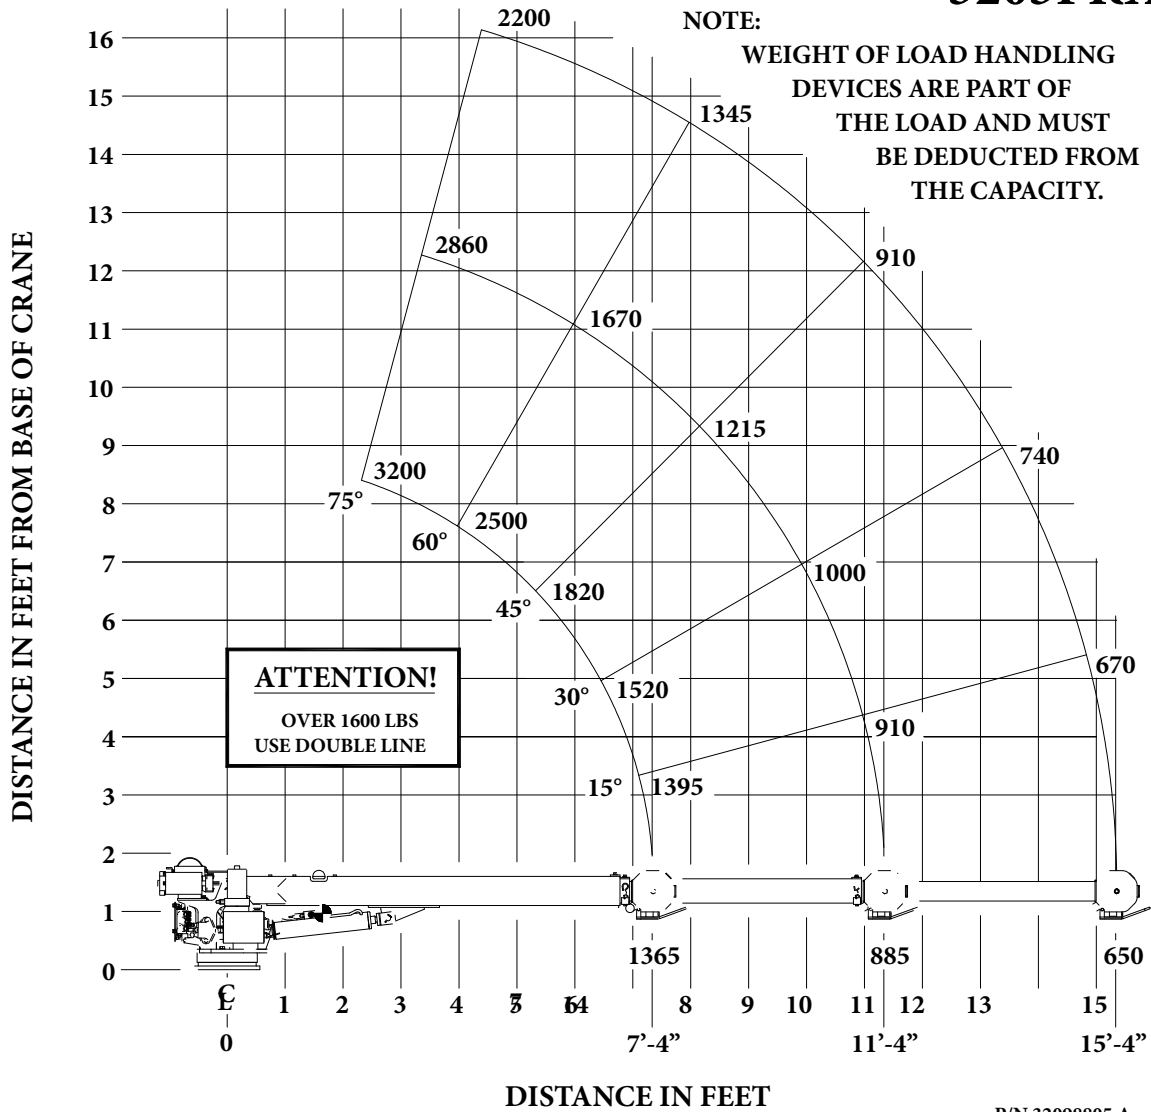 NOTE:
WEIGHT OF LOAD HANDLING
DEVICES ARE PART OF
THE LOAD AND MUST
BE DEDUCTED FROM
THE CAPACITY.
DISTANCE IN FEET FROM BASE OF CRANE
16
15
14
13
12
11
10
9
8
7
6
5
4
3
2
1
0
2200
1345
910
740
670
2860
1670
1215
1000
910
3200
2500
1820
1520
1395
75°
60°
45°
30°
15°
ATTENTION!
OVER 1600 LBS
USE DOUBLE LINE
1365 885 650
1 2 3 4 8 9 10 11 12 13 15
0 7'-4" 11'-4" 15'-4"
DISTANCE IN FEET